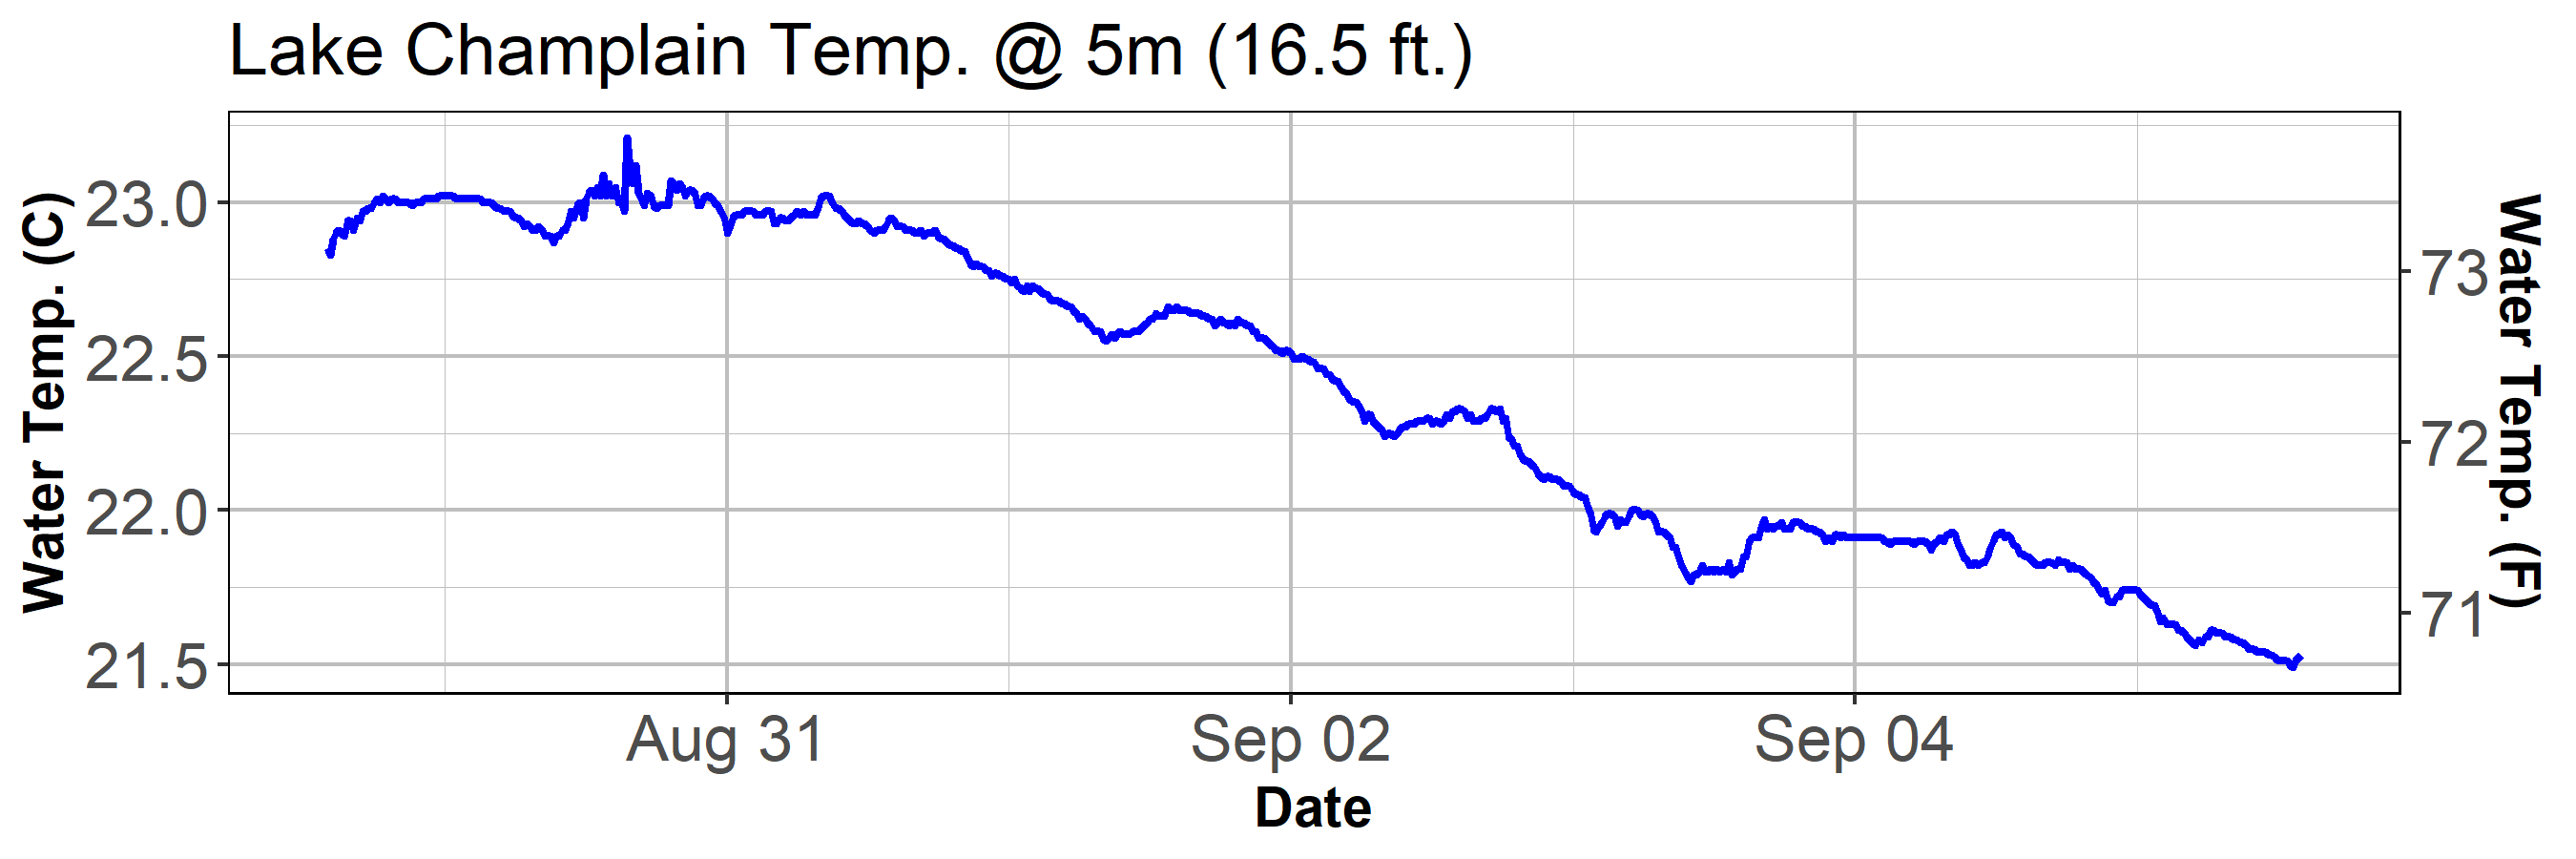 Lake Champlain Temp. @ 5m (16.5 ft.)
Water Temp. (C)
23.0
22.5
22.0
21.5
73
72
71
Water Temp. (F)
Aug 31
Sep 02
Sep 04
Date